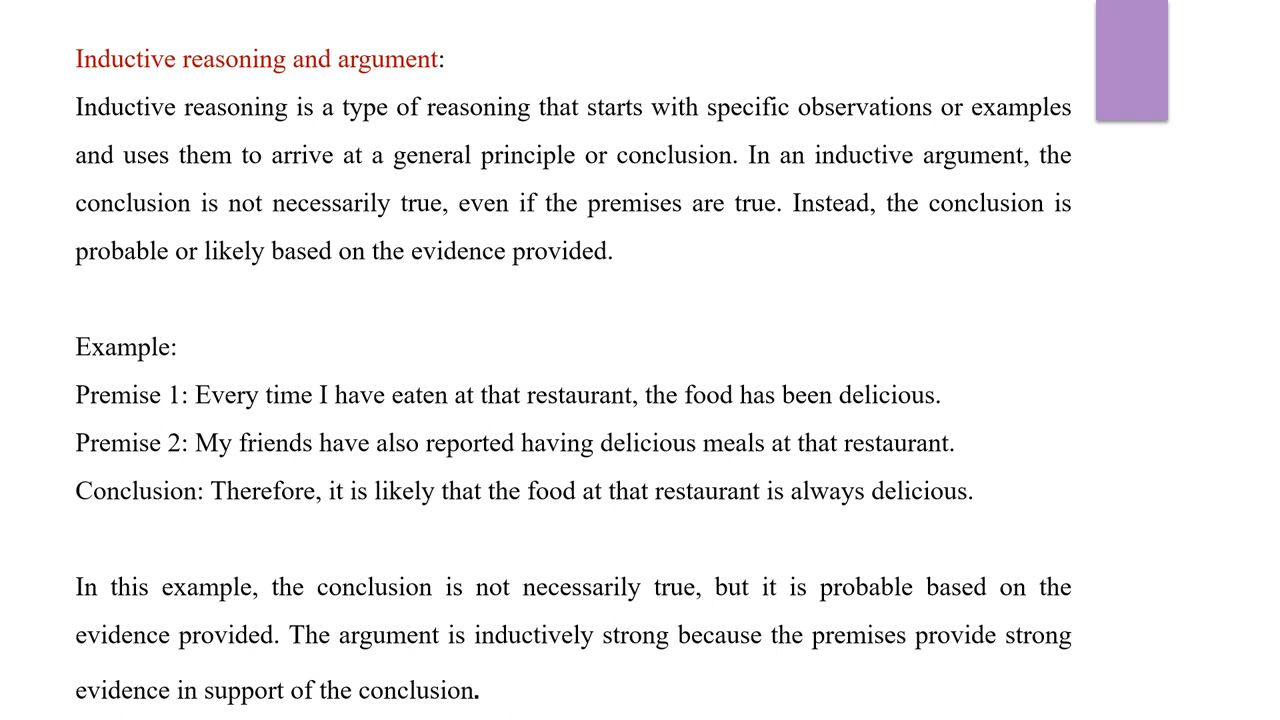 Inductive reasoning and argument:
Inductive reasoning is a type of reasoning that starts with specific observations or examples
and uses them to arrive at a general principle or conclusion. In an inductive argument, the
conclusion is not necessarily true, even if the premises are true. Instead, the conclusion is
probable or likely based on the evidence provided.
Example:
Premise 1: Every time I have eaten at that restaurant, the food has been delicious.
Premise 2: My friends have also reported having delicious meals at that restaurant.
Conclusion: Therefore, it is likely that the food at that restaurant is always delicious.
In this example, the conclusion is not necessarily true, but it is probable based on the
evidence provided. The argument is inductively strong because the premises provide strong
evidence in support of the conclusion.